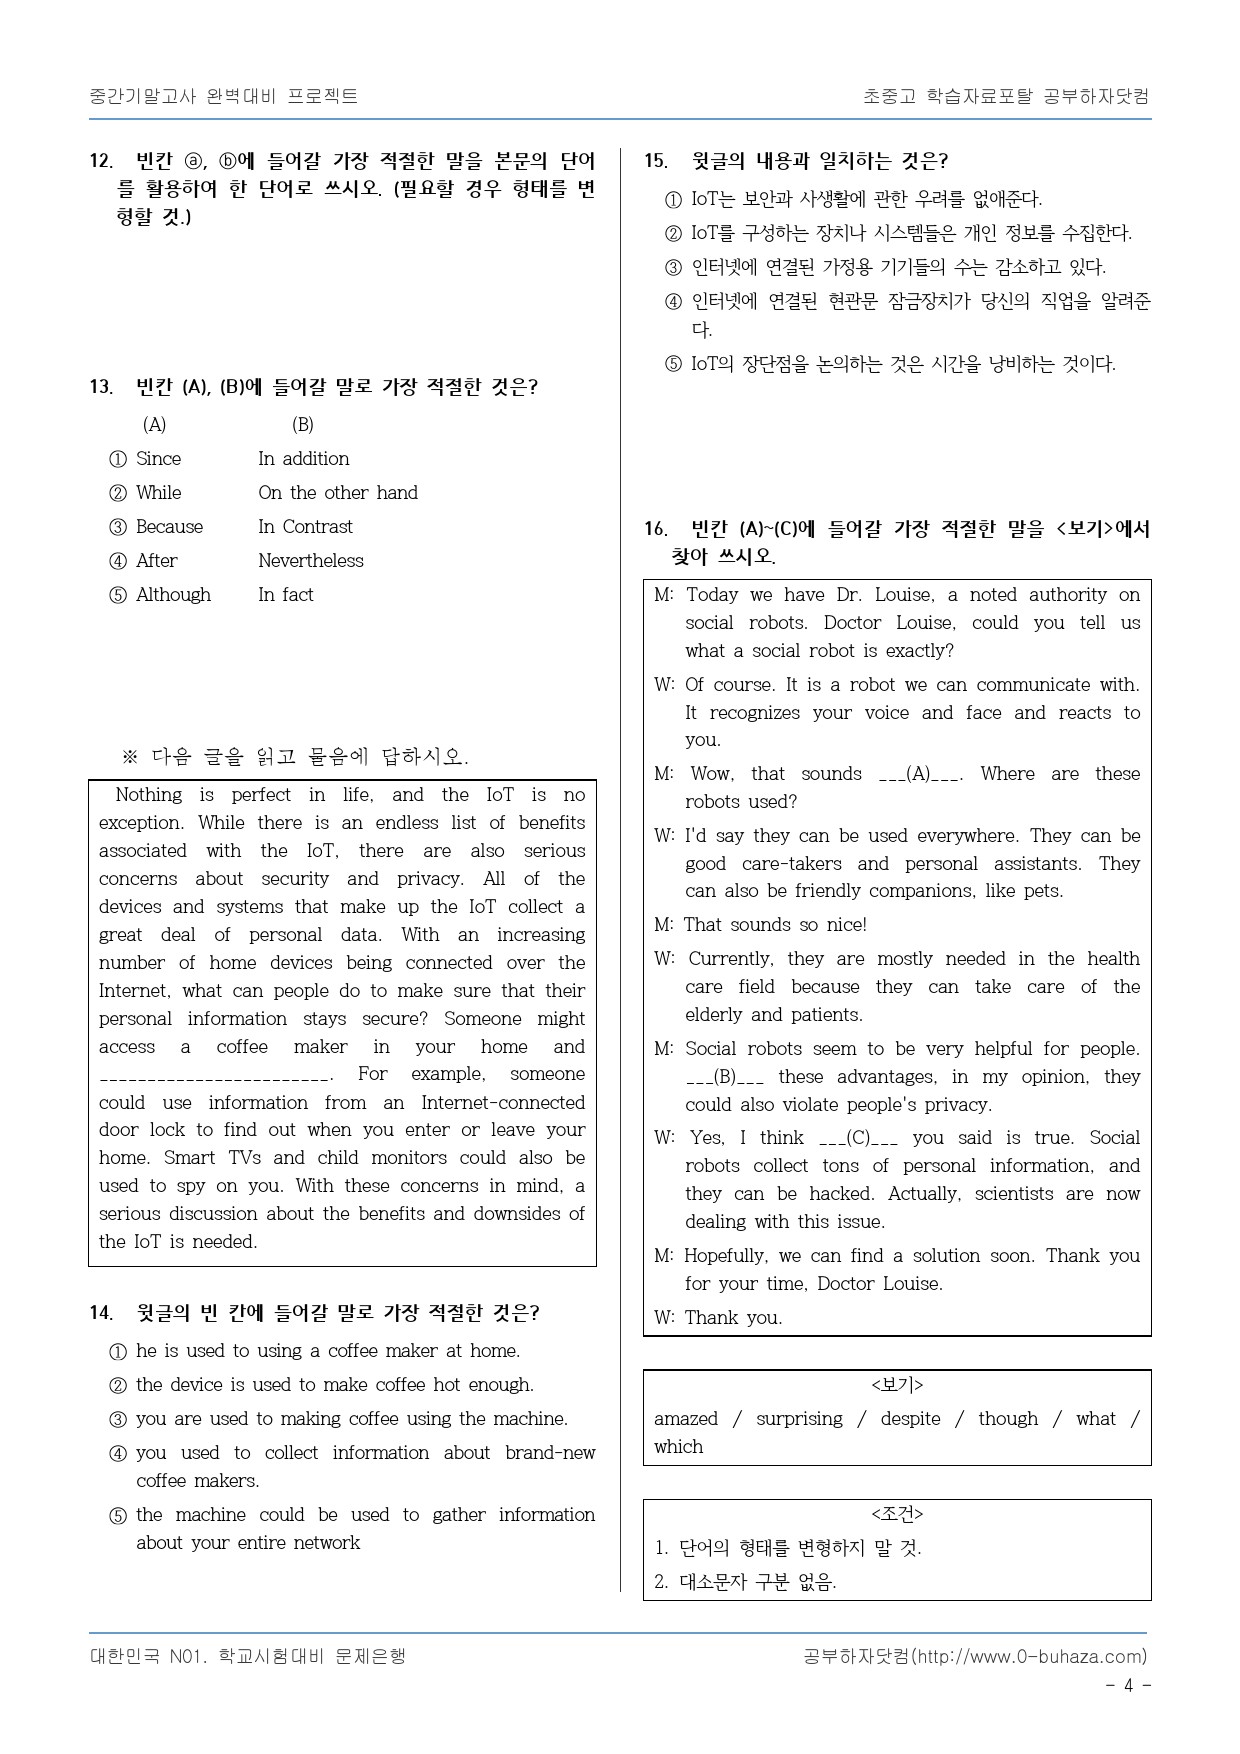 중간기말고사 완벽대비 프로젝트
초중고 학습자료포탈 공부하자닷컴
12. 빈칸 ⓐ, ⓑ에 들어갈 가장 적절한 말을 본문의 단어
를 활용하여 한 단어로 쓰시오. (필요할 경우 형태를 변
형할 것.)
13. 빈칸 (A), (B)에 들어갈 말로 가장 적절한 것은?
(A) (B)
① Since In addition
② While On the other hand
③ Because In Contrast
④ After Nevertheless
⑤ Although In fact
※ 다음 글을 읽고 물음에 답하시오.
Nothing is perfect in life, and the IoT is no
exception. While there is an endless list of benefits
associated with the IoT, there are also serious
concerns about security and privacy. All of the
devices and systems that make up the IoT collect a
great deal of personal data. With an increasing
number of home devices being connected over the
Internet, what can people do to make sure that their
personal information stays secure? Someone might
access a coffee maker in your home and
________________________. For example, someone
could use information from an Internet-connected
door lock to find out when you enter or leave your
home. Smart TVs and child monitors could also be
used to spy on you. With these concerns in mind, a
serious discussion about the benefits and downsides of
the IoT is needed.
14. 윗글의 빈 칸에 들어갈 말로 가장 적절한 것은?
① he is used to using a coffee maker at home.
② the device is used to make coffee hot enough.
③ you are used to making coffee using the machine.
④ you used to collect information about brand-new
coffee makers.
⑤ the machine could be used to gather information
about your entire network
15. 윗글의 내용과 일치하는 것은?
① IoT는 보안과 사생활에 관한 우려를 없애준다.
② IoT를 구성하는 장치나 시스템들은 개인 정보를 수집한다.
③ 인터넷에 연결된 가정용 기기들의 수는 감소하고 있다.
④ 인터넷에 연결된 현관문 잠금장치가 당신의 직업을 알려준
다.
⑤ IoT의 장단점을 논의하는 것은 시간을 낭비하는 것이다.
16. 빈칸 (A)~(C)에 들어갈 가장 적절한 말을 <보기>에서
찾아 쓰시오.
M: Today we have Dr. Louise, a noted authority on
social robots. Doctor Louise, could you tell us
what a social robot is exactly?
W: Of course. It is a robot we can communicate with.
It recognizes your voice and face and reacts to
you.
M: Wow, that sounds ___(A)___. Where are these
robots used?
W: I'd say they can be used everywhere. They can be
good care-takers and personal assistants. They
can also be friendly companions, like pets.
M: That sounds so nice!
W: Currently, they are mostly needed in the health
care field because they can take care of the
elderly and patients.
M: Social robots seem to be very helpful for people.
___(B)___ these advantages, in my opinion, they
could also violate people's privacy.
W: Yes, I think ___(C)___ you said is true. Social
robots collect tons of personal information, and
they can be hacked. Actually, scientists are now
dealing with this issue.
M: Hopefully, we can find a solution soon. Thank you
for your time, Doctor Louise.
W: Thank you.
<보기>
amazed / surprising / despite / though / what /
which
<조건>
1. 단어의 형태를 변형하지 말 것.
2. 대소문자 구분 없음.
대한민국 N01. 학교시험대비 문제은행
공부하자닷컴(http://www.0-buhaza.com)
- 4 -